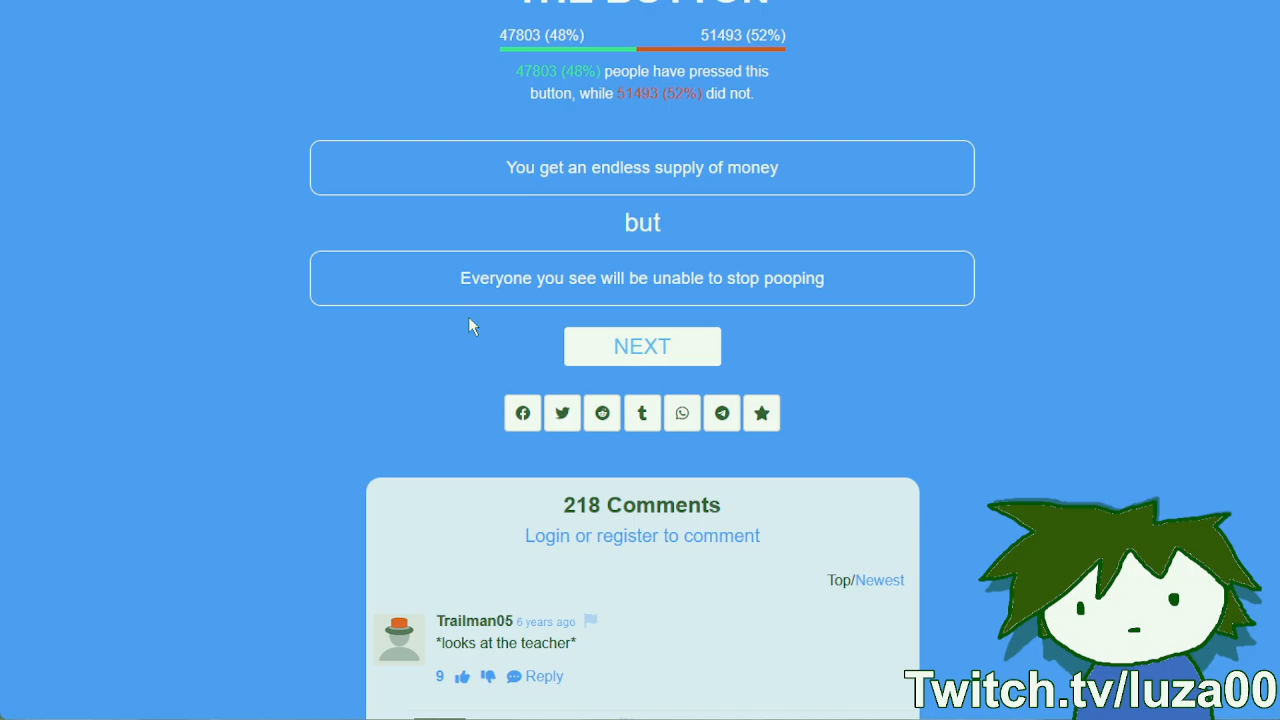 THE BUTTON
47803 (48%) 51493 (52%)
47803 (48%) people have pressed this
button, while 51493 (52%) did not.
You get an endless supply of money
but
Everyone you see will be unable to stop pooping
NEXT
218 Comments
Login or register to comment
Top/Newest
Trailman05 6 years ago
*looks at the teacher*
9 Reply
Twitch.tv/luza00